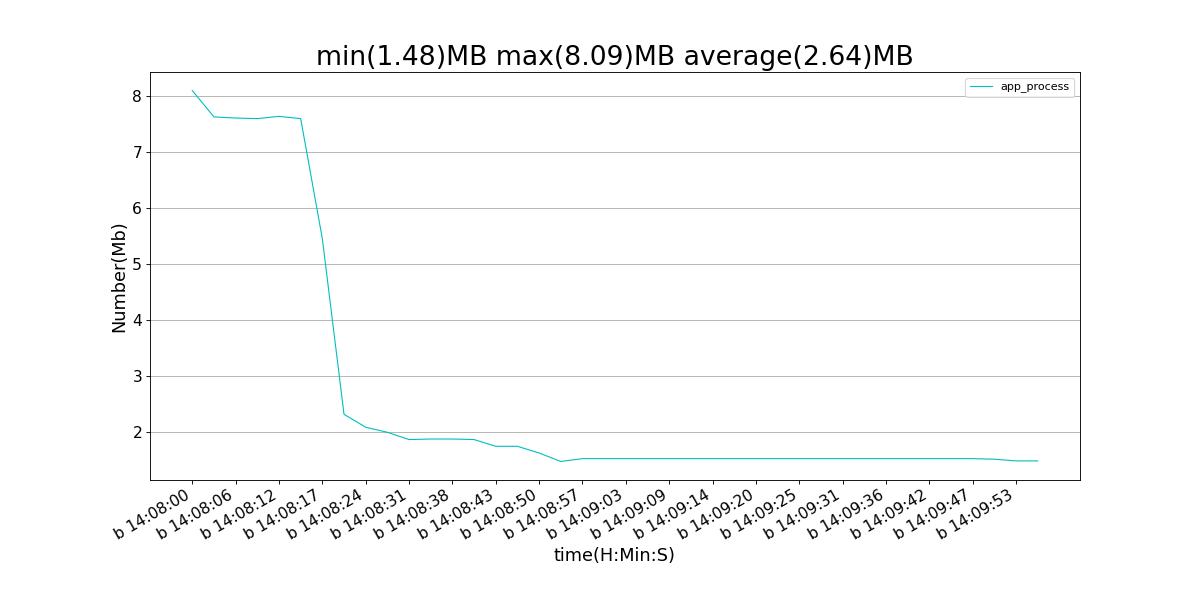 min(1.48)MB max(8.09)MB average(2.64)MB
app_process
8
7
6
5
4
3
2
Number(Mb)
b 14:08:00
b 14:08:06
b 14:08:12
b 14:08:17
b 14:08:24
b 14:08:31
b 14:08:38
b 14:08:43
b 14:08:50
b 14:08:57
b 14:09:03
b 14:09:09
b 14:09:14
b 14:09:20
b 14:09:25
b 14:09:31
b 14:09:36
b 14:09:42
b 14:09:47
b 14:09:53
time(H:Min:S)